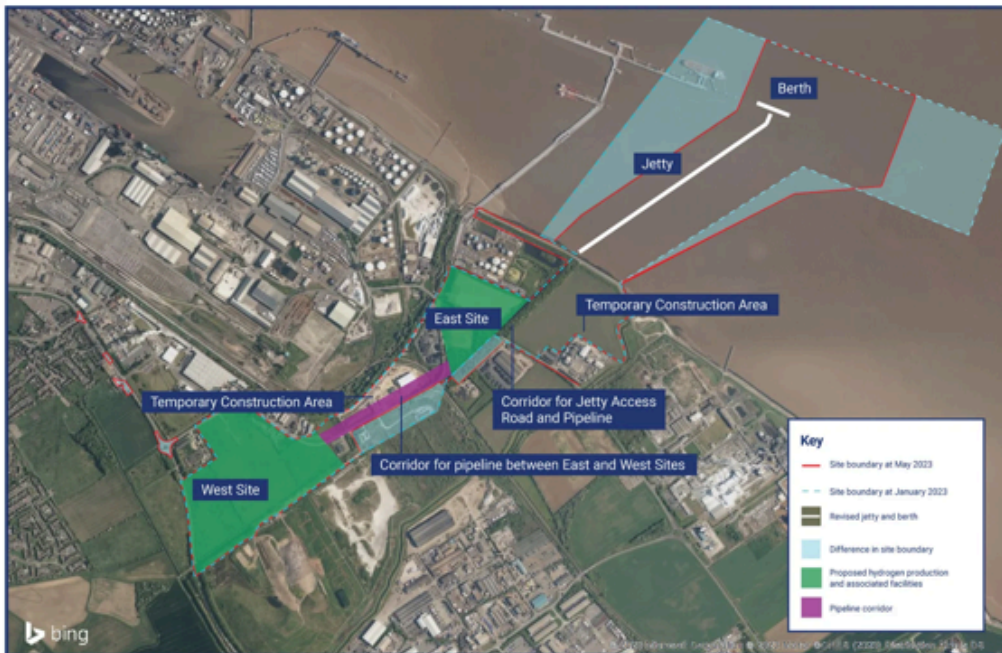 Berth
Jetty
East Site
Temporary Construction Area
Temporary Construction Area
Corridor for Jetty Access
Road and Pipeline
Corridor for pipeline between East and West Sites
West Site
Key
Site boundary at May 2023
Site boundary at January 2023
Revised jetty and berth
Difference in site boundary
Proposed hydrogen production
and associated facilities
Pipeline corridor
bing